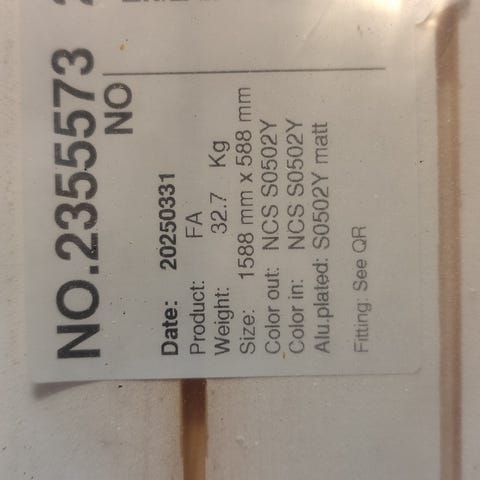 NO.2355573
NO
Date: 20250331
Product: FA
Weight: 32.7 Kg
Size: 1588 mm x 588 mm
Color out: NCS S0502Y
Color in: NCS S0502Y
Alu.plated: S0502Y matt
Fitting: See QR